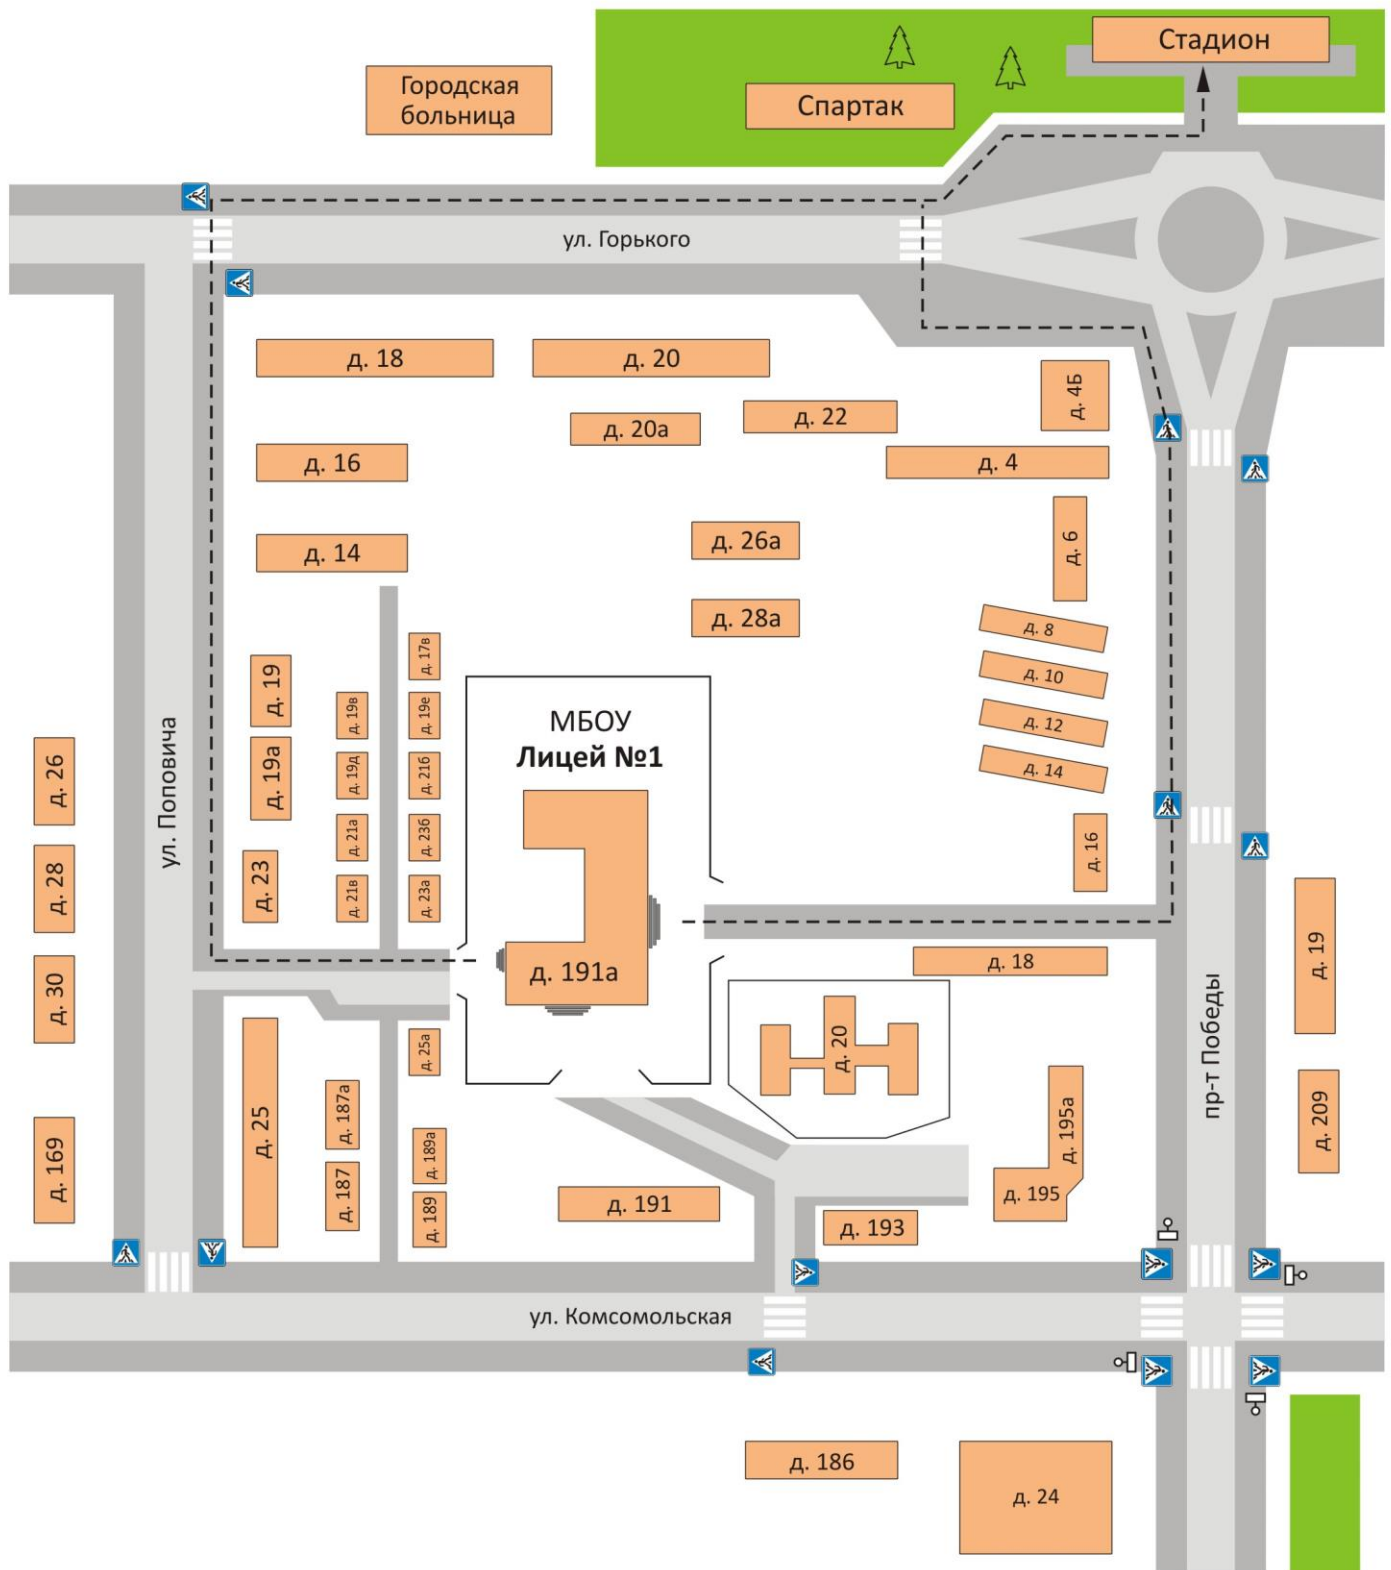 Стадион
Городская
больница
Спартак
ул. Горького
д. 18
д. 20
д. 4Б
д. 20а
д. 22
д. 16
д. 4
д. 14
д. 26а
д. 6
д. 28а
д. 8
д. 17в
д. 10
д. 19
д. 19в
д. 19е
МБОУ
Лицей №1
д. 12
д. 26
ул. Поповича
д. 19а
д. 19д
д. 21б
д. 14
д. 28
д. 23
д. 21а
д. 23б
д. 16
д. 21в
д. 23а
д. 19
д. 30
д. 191а
д. 18
пр-т Победы
д. 20
д. 25а
д. 169
д. 25
д. 187а
д. 189а
д. 195а
д. 209
д. 187
д. 189
д. 191
д. 195
д. 193
ул. Комсомольская
д. 186
д. 24